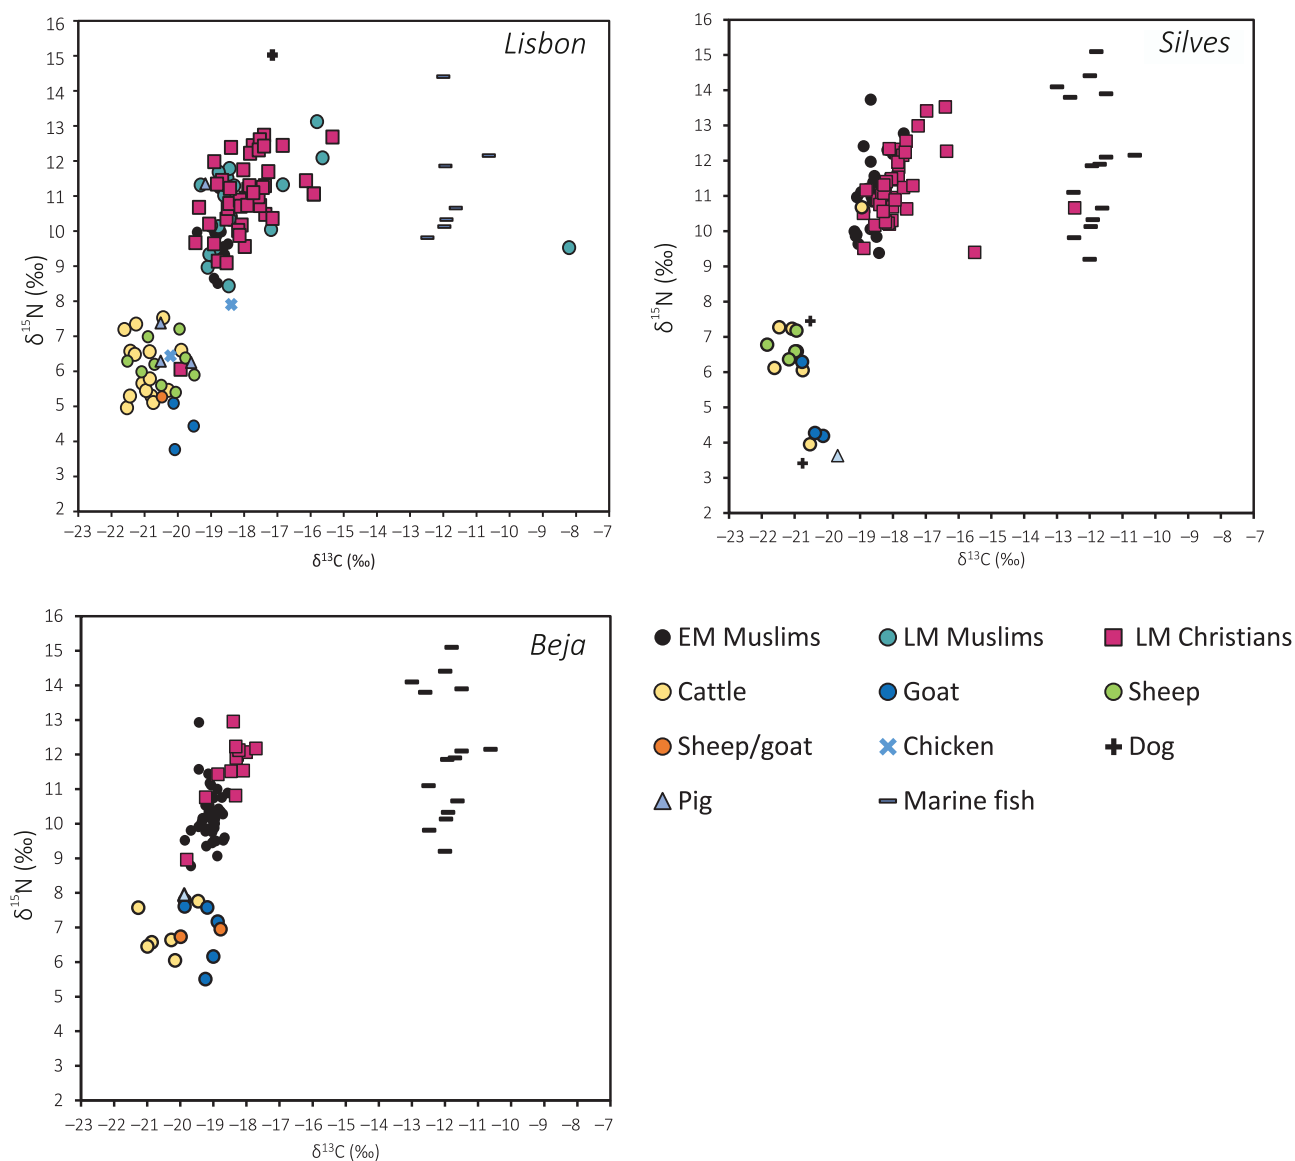 Lisbon
16
15
14
13
12
11
10
9
8
7
6
5
4
3
2
δ15N (‰)
−23 −22 −21 −20 −19 −18 −17 −16 −15 −14 −13 −12 −11 −10 −9 −8 −7
δ13C (‰)
Silves
16
15
14
13
12
11
10
9
8
7
6
5
4
3
2
δ15N (‰)
−23 −22 −21 −20 −19 −18 −17 −16 −15 −14 −13 −12 −11 −10 −9 −8 −7
δ13C (‰)
Beja
16
15
14
13
12
11
10
9
8
7
6
5
4
3
2
δ15N (‰)
−23 −22 −21 −20 −19 −18 −17 −16 −15 −14 −13 −12 −11 −10 −9 −8 −7
δ13C (‰)
EM Muslims LM Muslims LM Christians
Cattle Goat Sheep
Sheep/goat Chicken Dog
Pig Marine fish